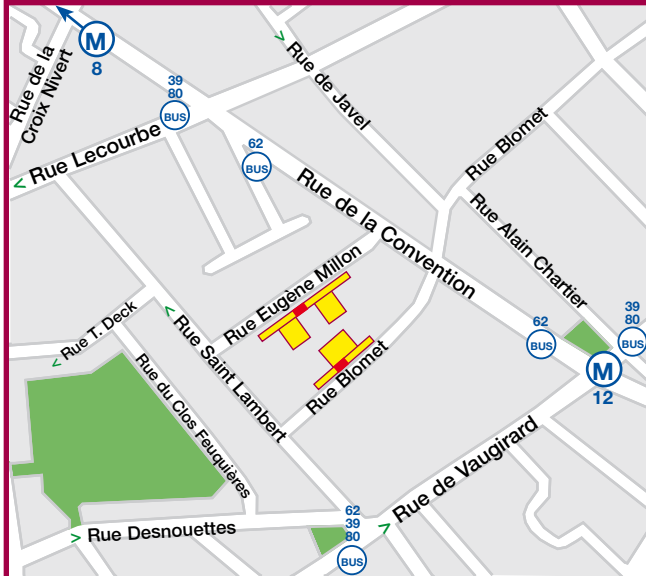 M
8
Rue de la
Croix Nivert
39
80
BUS
Rue de Javel
Rue Lecourbe
62
BUS
Rue Blomet
Rue de la Convention
Rue Alain Chartier
Rue Eugène Millon
Rue T. Deck
Rue Saint Lambert
62
BUS
39
80
BUS
M
12
Rue Blomet
Rue du Clos Feuquières
Rue de Vaugirard
Rue Desnouettes
62
39
80
BUS